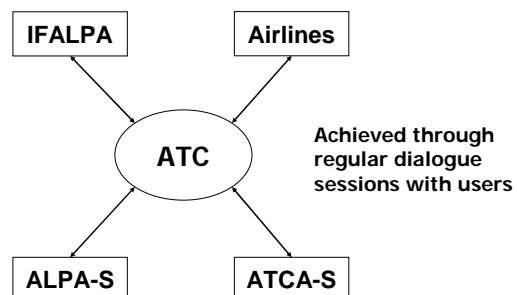 IFALPA
Airlines
ATC
Achieved through
regular dialogue
sessions with users
ALPA-S
ATCA-S